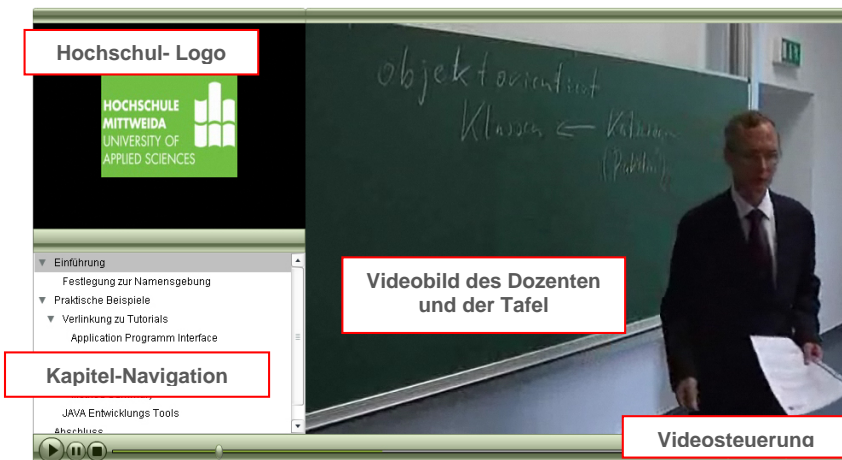 Hochschul- Logo
HOCHSCHULE
MITTWEIDA
UNIVERSITY OF
APPLIED SCIENCES
objektorientiert
Klassen ←
Videobild des Dozenten
und der Tafel
Einführung
Festlegung zur Namensgebung
Praktische Beispiele
Verlinkung zu Tutorials
Application Programm Interface
Kapitel-Navigation
JAVA Entwicklungs Tools
Abschluss
Videosteuerung